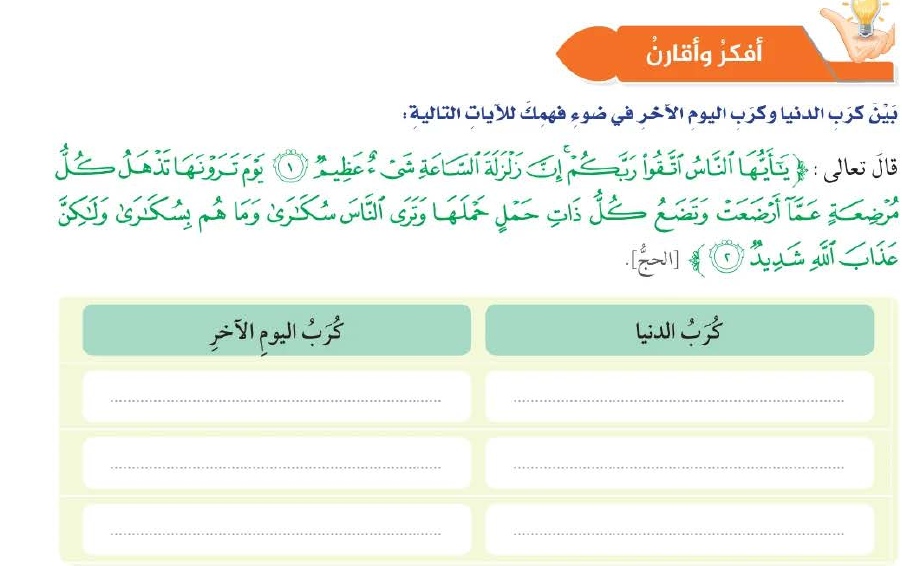 أفكرُ وأقارنُ
بَيْنَ كرَبِ الدنيا وكرَبِ اليومِ الآخرِ في ضوءِ فهمِكَ للآياتِ التاليةِ:
قالَ تعالى: ﴿يَٰٓأَيُّهَا ٱلنَّاسُ ٱتَّقُواْ رَبَّكُمْۚ إِنَّ زَلْزَلَةَ ٱلسَّاعَةِ شَىْءٌ عَظِيمٌ ١ يَوْمَ تَرَوْنَهَا تَذْهَلُ كُلُّ
مُرْضِعَةٍ عَمَّآ أَرْضَعَتْ وَتَضَعُ كُلُّ ذَاتِ حَمْلٍ حَمْلَهَا وَتَرَى ٱلنَّاسَ سُكَٰرَىٰ وَمَا هُم بِسُكَٰرَىٰ وَلَٰكِنَّ
عَذَابَ ٱللَّهِ شَدِيدٌ ٢﴾ [الحجُّ].
كُرَبُ الدنيا	كُرَبُ اليومِ الآخرِ